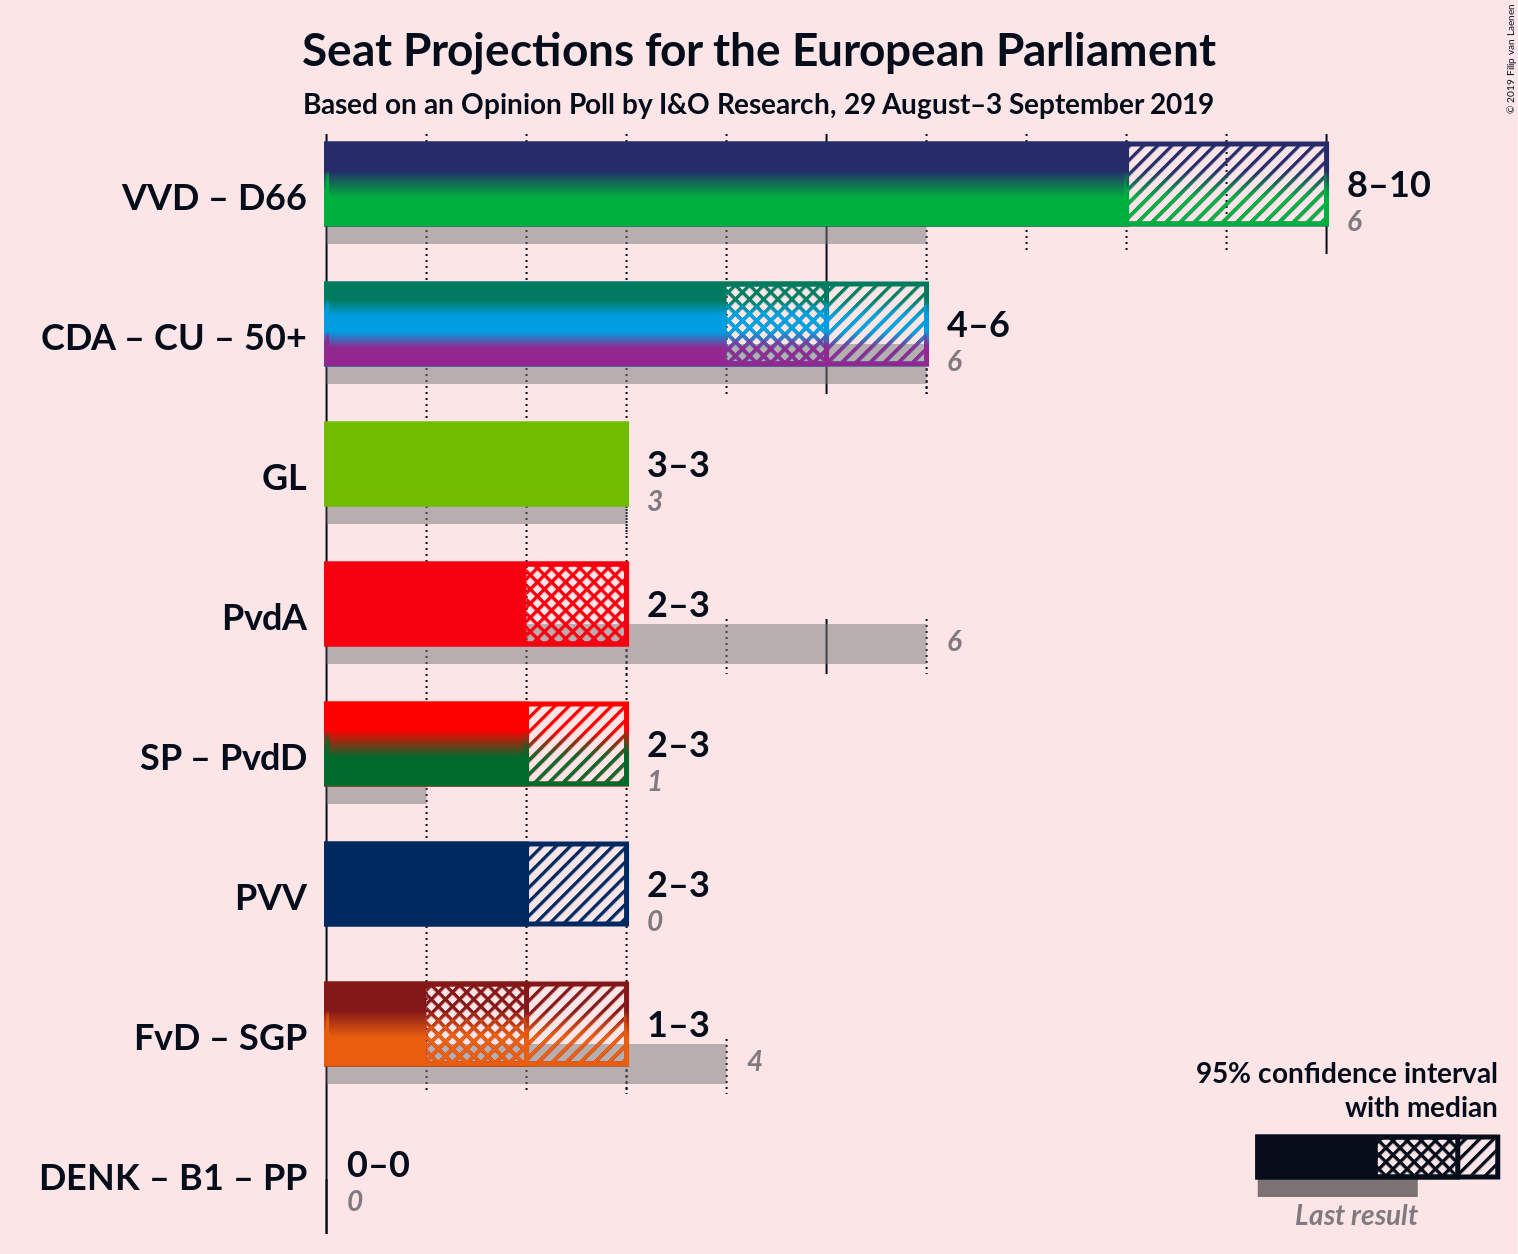 Seat Projections for the European Parliament
Based on an Opinion Poll by I&O Research, 29 August–3 September 2019
© 2019 Filip van Laenen
VVD – D66
8–10
6
CDA – CU – 50+
4–6
6
GL
3–3
3
PvdA
2–3
6
SP – PvdD
2–3
1
PVV
2–3
0
FvD – SGP
1–3
4
DENK – B1 – PP
0–0
0
95% confidence interval
with median
Last result